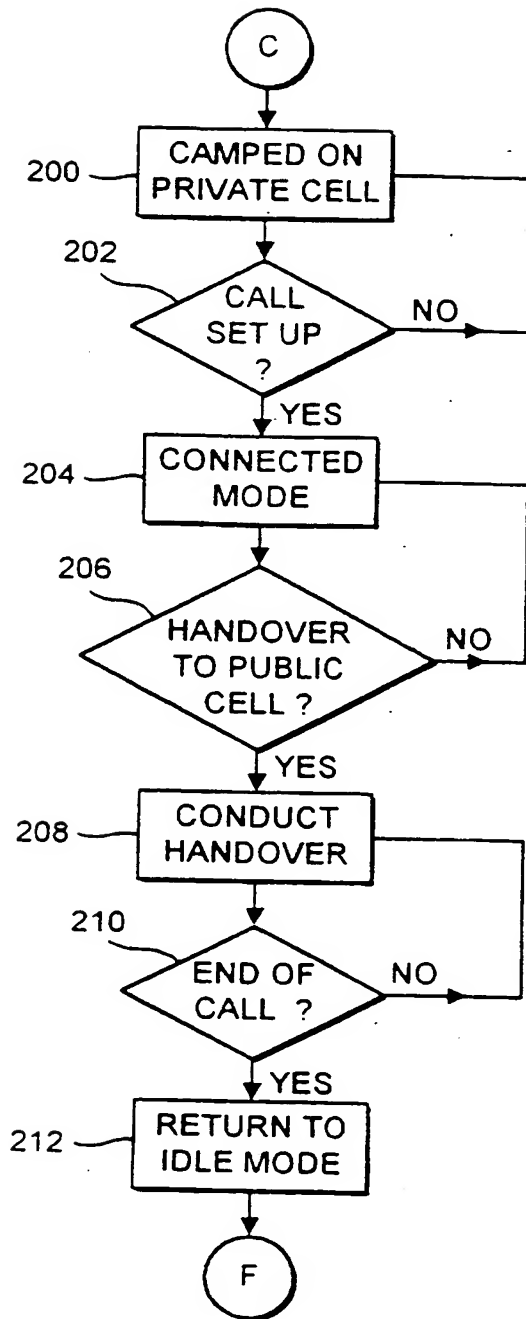 C
200
CAMPED ON
PRIVATE CELL
202
CALL
SET UP
?
NO
YES
204
CONNECTED
MODE
206
HANDOVER
TO PUBLIC
CELL ?
NO
YES
208
CONDUCT
HANDOVER
210
END OF
CALL ?
NO
YES
212
RETURN TO
IDLE MODE
F